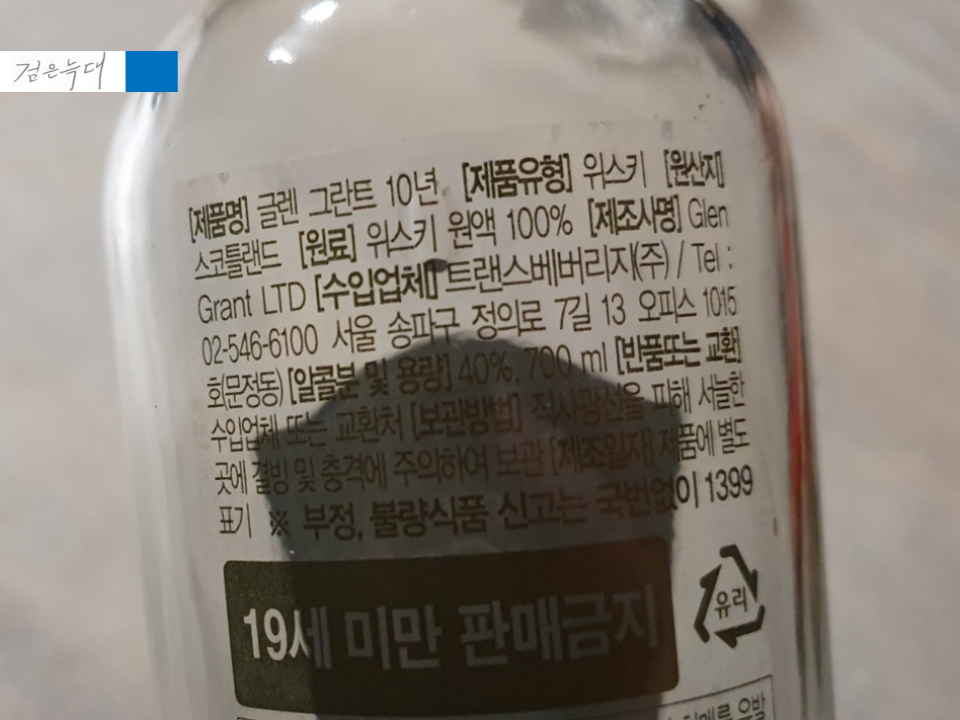 검은늑대
[제품명] 글렌 그란트 10년 [제품유형] 위스키 [원산지]
스코틀랜드 [원료] 위스키 원액 100% [제조사명] Glen
Grant LTD [수입업체] 트랜스베버리지(주) / Tel :
02-546-6100 서울 송파구 정의로 7길 13 오피스 1015
호(문정동) [알콜분 및 용량] 40%, 700 ml [반품또는 교환]
수입업체 또는 교환처 [보관방법] 직사광선을 피해 서늘한
곳에 결빙 및 충격에 주의하여 보관 [제조일자] 제품에 별도
표기 ※ 부정, 불량식품 신고는 국번없이 1399
19세 미만 판매금지
유리